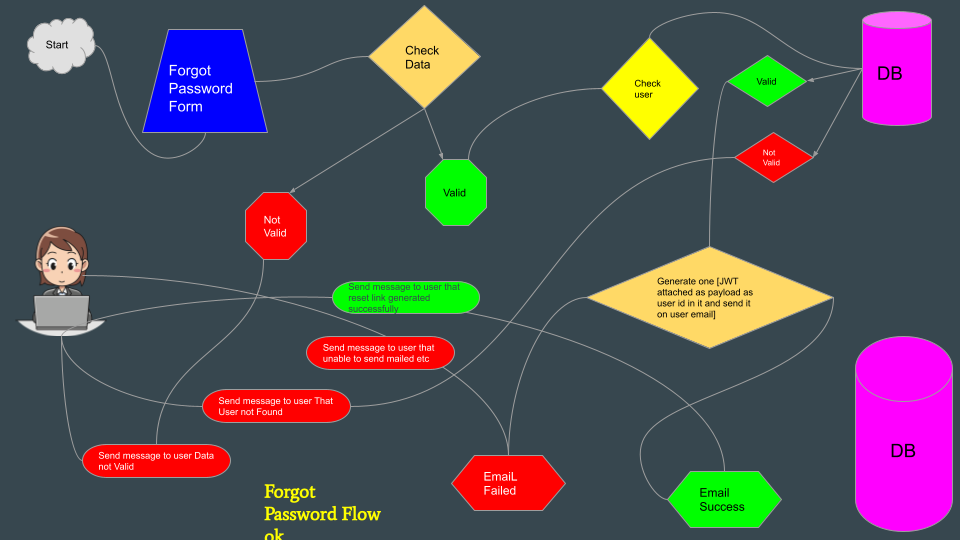 Start
Forgot
Password
Form
Check
Data
Check
user
Valid
DB
Not
Valid
Valid
Not
Valid
Generate one [JWT
attached as payload as
user id in it and send it
on user email]
Send message to user that
reset link generated
successfully
Send message to user that
unable to send mailed etc
Send message to user That
User not Found
Send message to user Data
not Valid
EmaiL
Failed
Email
Success
DB
Forgot
Password Flow
ok